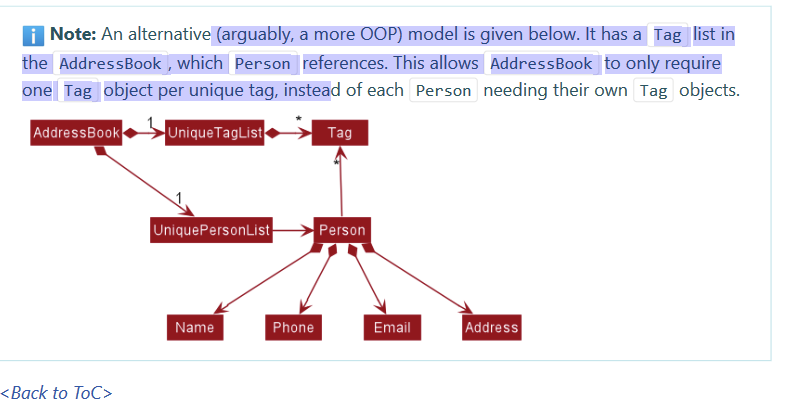 i Note: An alternative (arguably, a more OOP) model is given below. It has a Tag list in
the AddressBook, which Person references. This allows AddressBook to only require
one Tag object per unique tag, instead of each Person needing their own Tag objects.
AddressBook 1 UniqueTagList * Tag
*
1
UniquePersonList Person
Name Phone Email Address
<Back to ToC>